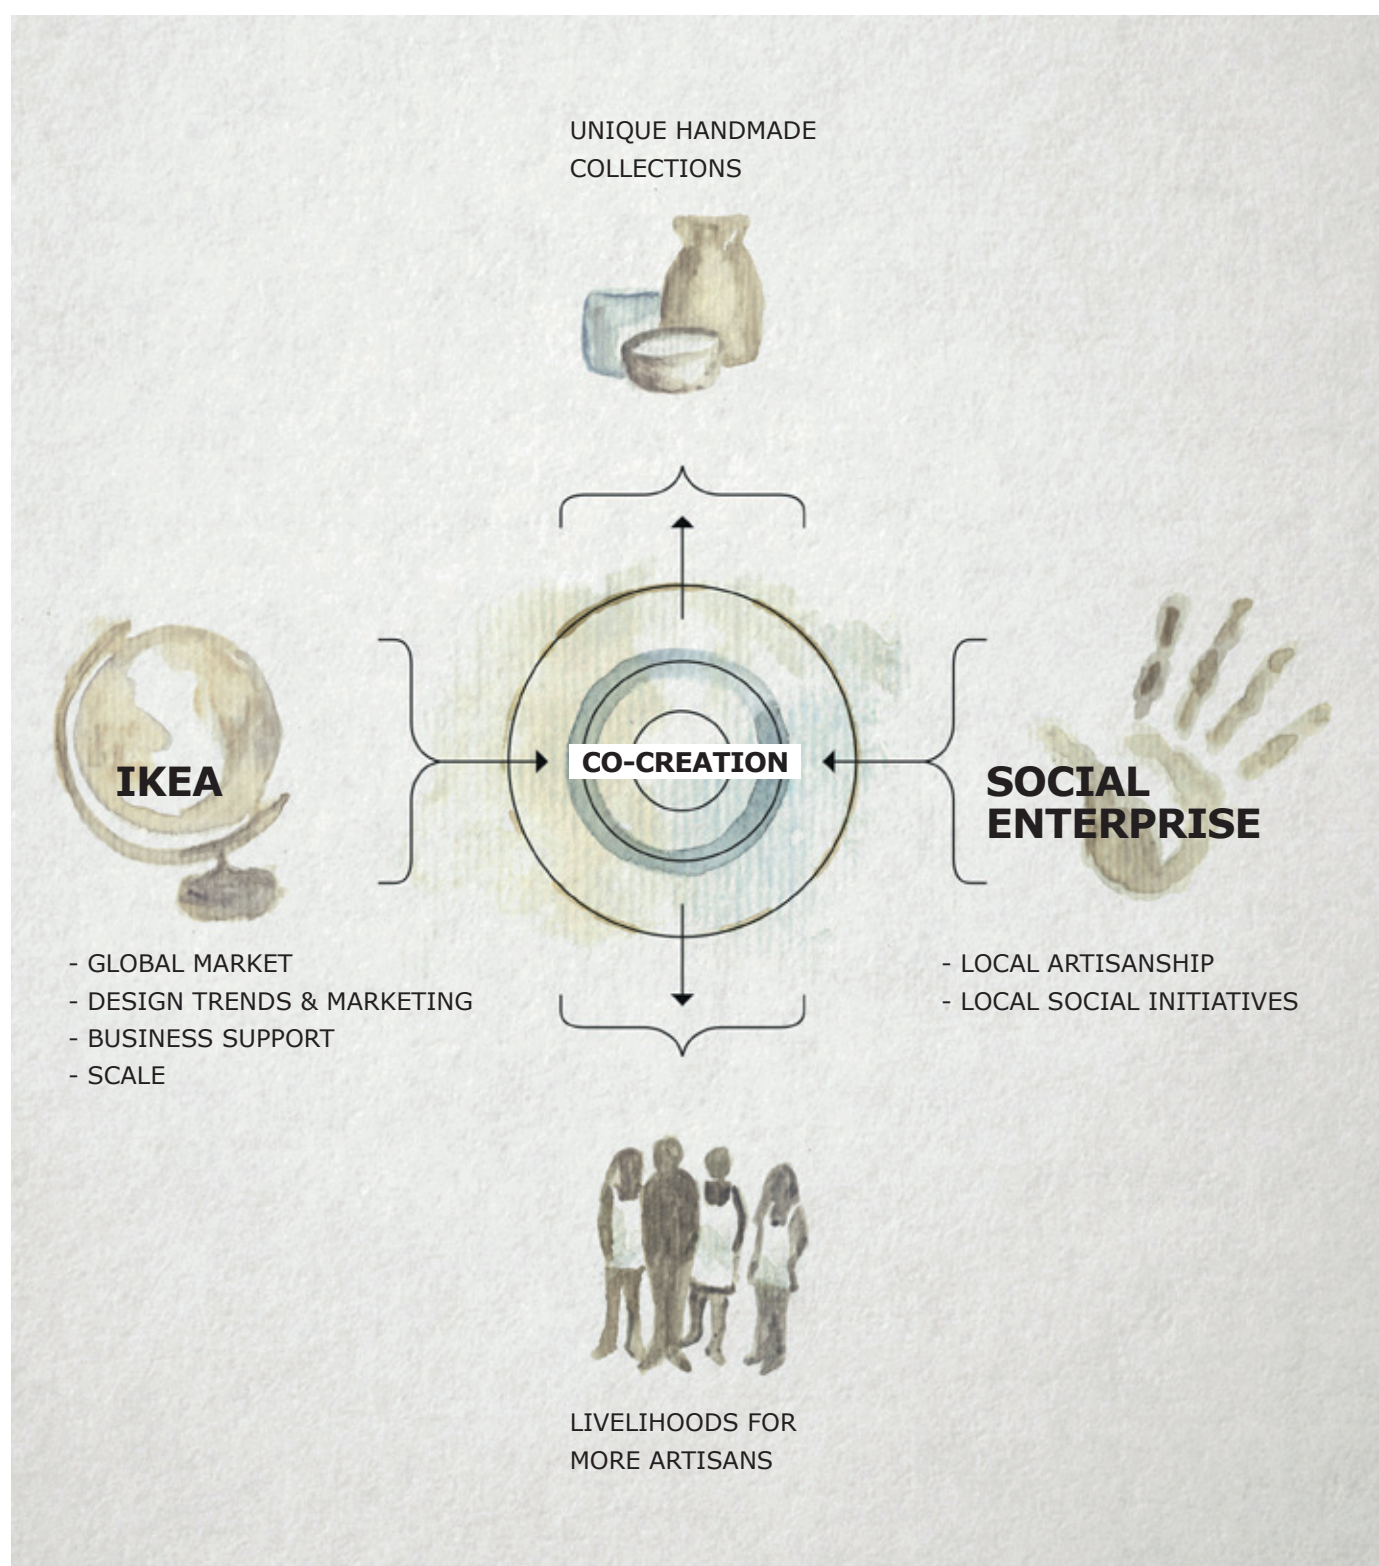 UNIQUE HANDMADE
COLLECTIONS
CO-CREATION
IKEA
SOCIAL
ENTERPRISE
- GLOBAL MARKET
- DESIGN TRENDS & MARKETING
- BUSINESS SUPPORT
- SCALE
- LOCAL ARTISANSHIP
- LOCAL SOCIAL INITIATIVES
LIVELIHOODS FOR
MORE ARTISANS